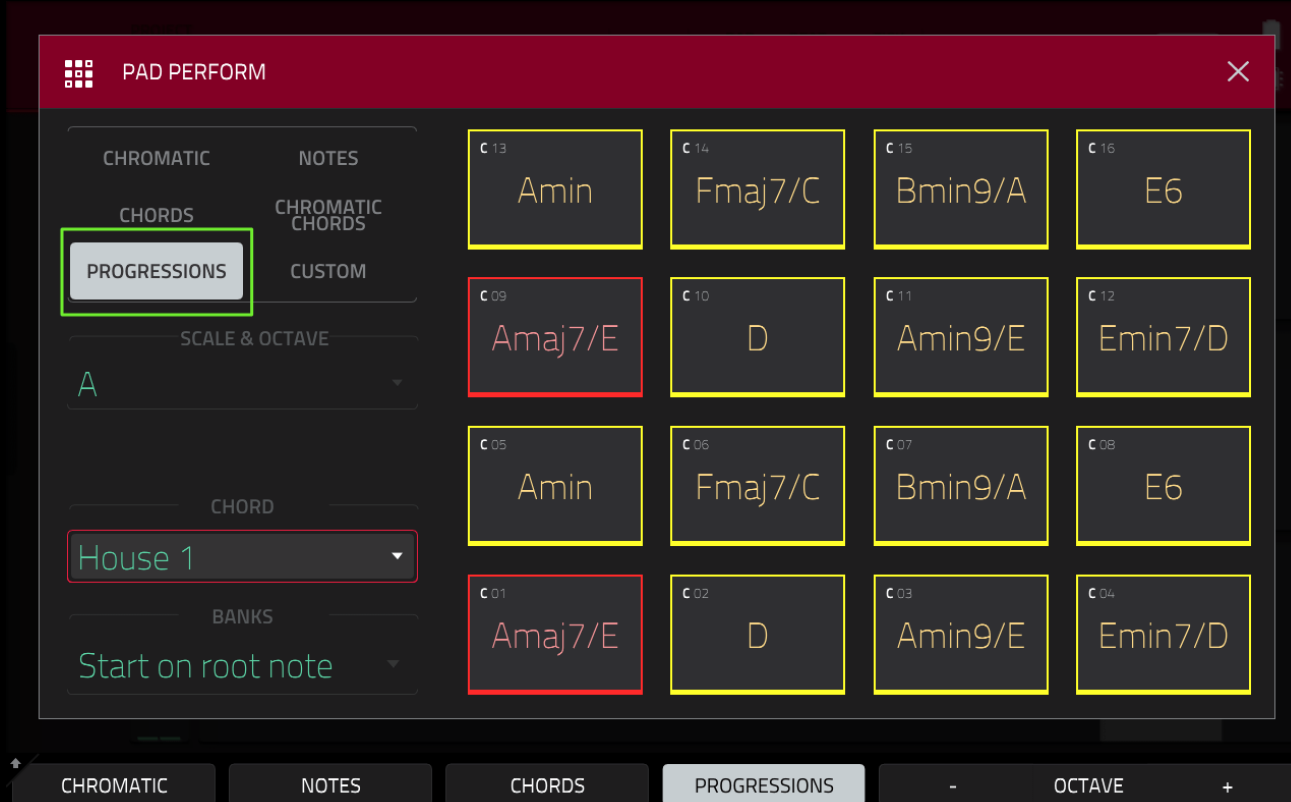 PAD PERFORM
CHROMATIC
NOTES
CHORDS
CHROMATIC
CHORDS
PROGRESSIONS
CUSTOM
SCALE & OCTAVE
A
CHORD
House 1
BANKS
Start on root note
C 13
Amin
C 14
Fmaj7/C
C 15
Bmin9/A
C 16
E6
C 09
Amaj7/E
C 10
D
C 11
Amin9/E
C 12
Emin7/D
C 05
Amin
C 06
Fmaj7/C
C 07
Bmin9/A
C 08
E6
C 01
Amaj7/E
C 02
D
C 03
Amin9/E
C 04
Emin7/D
CHROMATIC
NOTES
CHORDS
PROGRESSIONS
- OCTAVE +